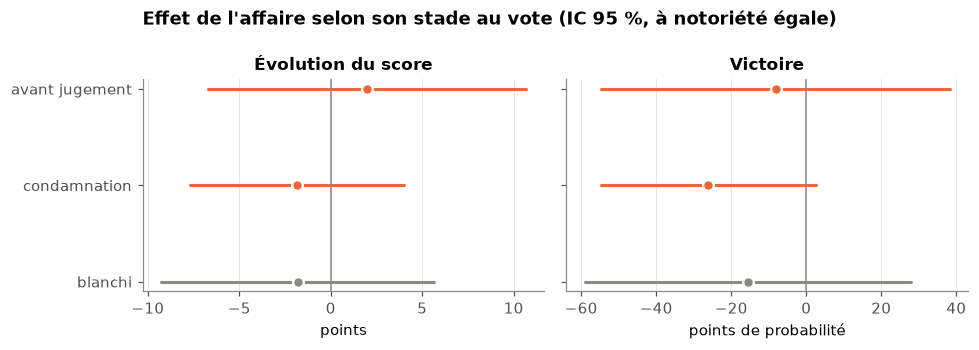 Effet de l'affaire selon son stade au vote (IC 95 %, à notoriété égale)
Évolution du score
Victoire
avant jugement
condamnation
blanchi
−10 −5 0 5 10
−60 −40 −20 0 20 40
points
points de probabilité